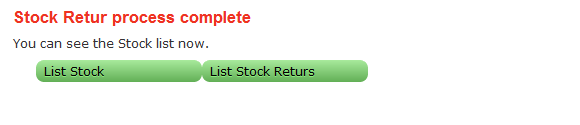 Stock Retur process complete
You can see the Stock list now.
List Stock List Stock Returs